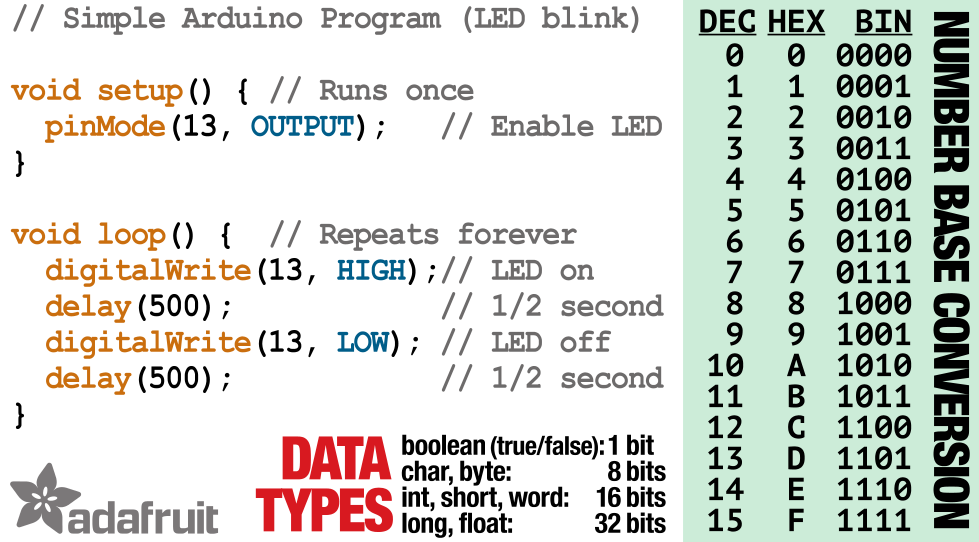 // Simple Arduino Program (LED blink)
void setup() { // Runs once
  pinMode(13, OUTPUT);   // Enable LED
}
void loop() {  // Repeats forever
  digitalWrite(13, HIGH);// LED on
  delay(500);            // 1/2 second
  digitalWrite(13, LOW); // LED off
  delay(500);            // 1/2 second
}
adafruit
DATA
TYPES
boolean (true/false): 1 bit
char, byte: 8 bits
int, short, word: 16 bits
long, float: 32 bits
DEC HEX BIN
0 0 0000
1 1 0001
2 2 0010
3 3 0011
4 4 0100
5 5 0101
6 6 0110
7 7 0111
8 8 1000
9 9 1001
10 A 1010
11 B 1011
12 C 1100
13 D 1101
14 E 1110
15 F 1111
NUMBER BASE CONVERSION